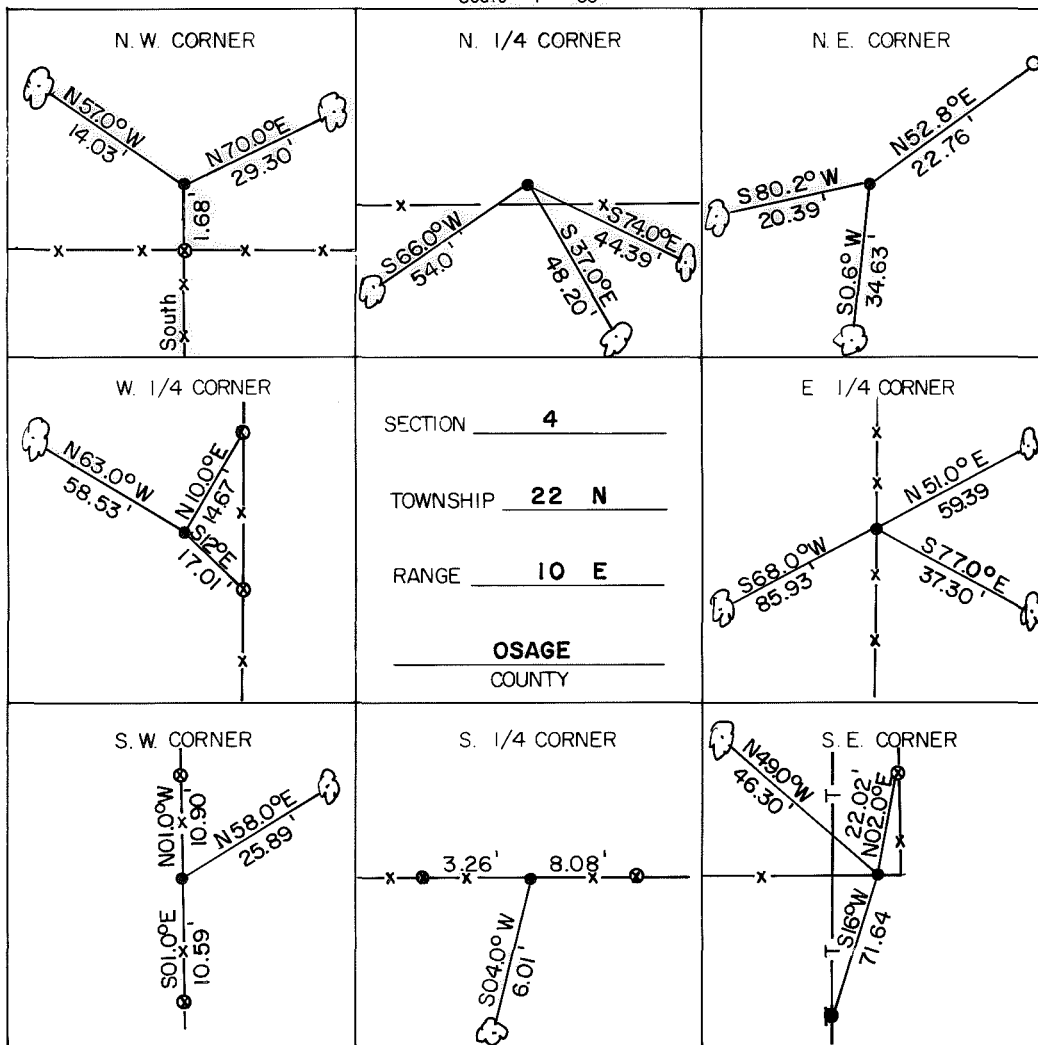 N. W. CORNER
N57.0°W
14.03'
N70.0°E
29.30'
1.68'
South
N. 1/4 CORNER
S66.0°W
54.0'
S37.0°E
48.20'
S74.0°E
44.39'
N. E. CORNER
N52.8°E
22.76'
S80.2°W
20.39'
S0.6°W
34.63'
W. 1/4 CORNER
N63.0°W
58.53'
N10.0°E
14.67'
S12°E
17.01'
SECTION 4
TOWNSHIP 22 N
RANGE 10 E
OSAGE
COUNTY
E 1/4 CORNER
N51.0°E
59.39
S68.0°W
85.93'
S77.0°E
37.30'
S. W. CORNER
N01.0°W
10.90'
N58.0°E
25.89'
S01.0°E
10.59'
S. 1/4 CORNER
3.26' 8.08'
S04.0°W
6.01'
S. E. CORNER
N49.0°W
46.30'
22.02'
N02.0°E
S16°W
71.64
T
T